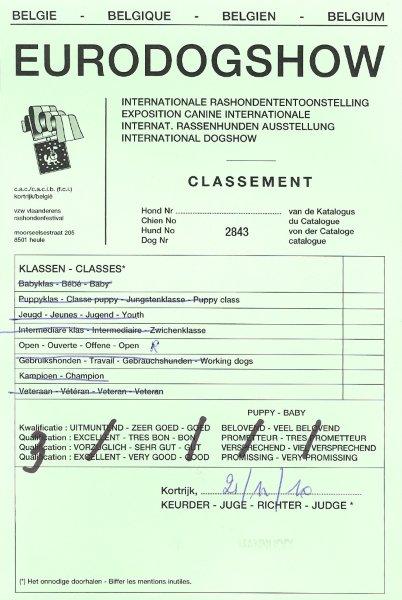 BELGIE - BELGIQUE - BELGIEN - BELGIUM
EURODOGSHOW
INTERNATIONALE RASHONDENTENTOONSTELLING
EXPOSITION CANINE INTERNATIONALE
INTERNAT. RASSENHUNDEN AUSSTELLUNG
INTERNATIONAL DOGSHOW
CLASSEMENT
c.a.c./c.a.c.i.b. (f.c.i.)
kortrijk/belgië
vzw vlaanderens
rashondenfestival
moorseelsestraat 205
8501 heule
Hond Nr ........ van de Katalogus
Chien No du Catalogue
Hund No 2843 von der Cataloge
Dog Nr catalogue
KLASSEN - CLASSES*
Babyklas - Bébé - Baby
Puppyklas - Classe puppy - Jungstenklasse - Puppy class
Jeugd - Jeunes - Jugend - Youth
Intermediare klas - Intermediaire - Zwichenklasse
Open - Ouverte - Offene - Open R
Gebruikshonden - Travail - Gebrauchshunden - Working dogs
Kampioen - Champion
Veteraan - Vétéran - Veteran - Veteran
PUPPY - BABY
Kwalificatie : UITMUNTEND - ZEER GOED - GOED BELOVEND - VEEL BELOVEND
Qualification : EXCELLENT - TRES BON - BON PROMETTEUR - TRES PROMETTEUR
Qualification : VORZÜGLICH - SEHR GUT - GUT VERSPRECHEND - VIEL VERSPRECHEND
Qualification : EXCELLENT - VERY GOOD - GOOD PROMISSING - VERY PROMISSING
3 / / / /
Kortrijk,
KEURDER - JUGE - RICHTER - JUDGE *
(*) Het onnodige doorhalen - Biffer les mentions inutiles.